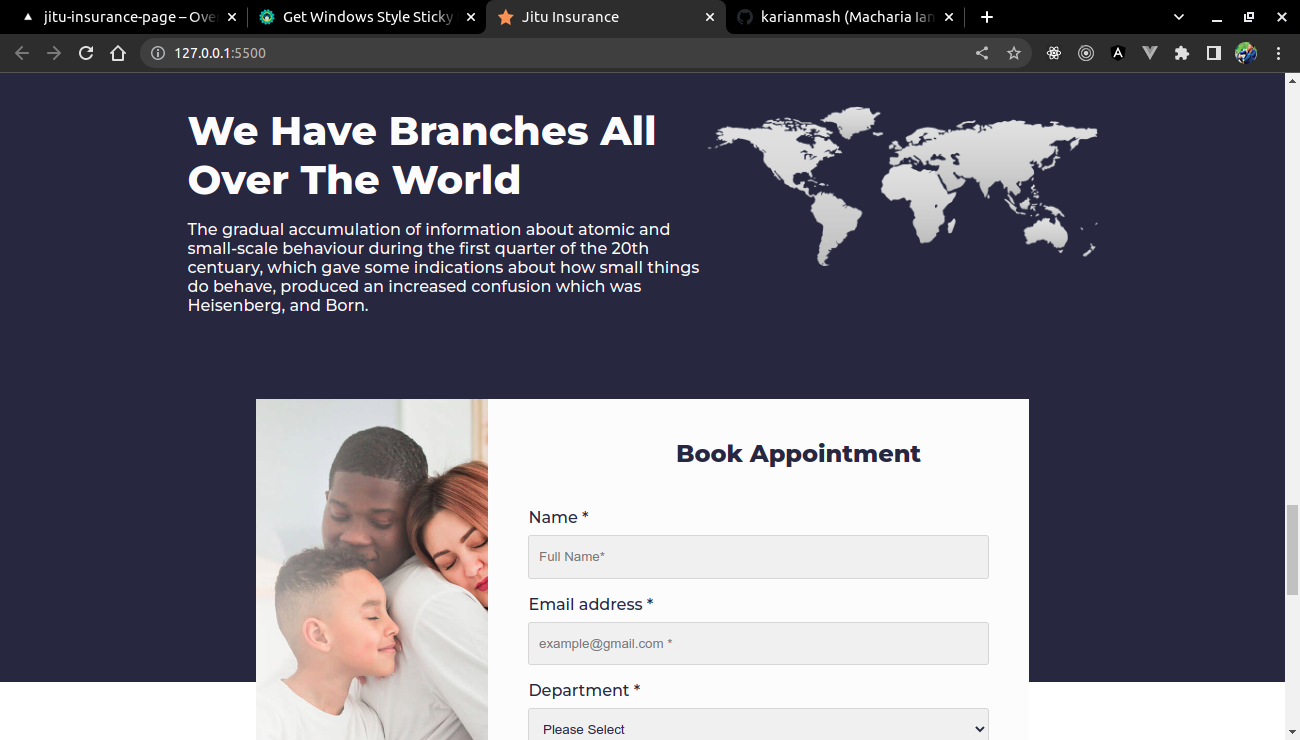 jitu-insurance-page – Ove
Get Windows Style Sticky
Jitu Insurance
karianmash (Macharia Ian
127.0.0.1:5500
We Have Branches All
Over The World
The gradual accumulation of information about atomic and
small-scale behaviour during the first quarter of the 20th
centuary, which gave some indications about how small things
do behave, produced an increased confusion which was
Heisenberg, and Born.
Book Appointment
Name *
Full Name*
Email address *
example@gmail.com *
Department *
Please Select